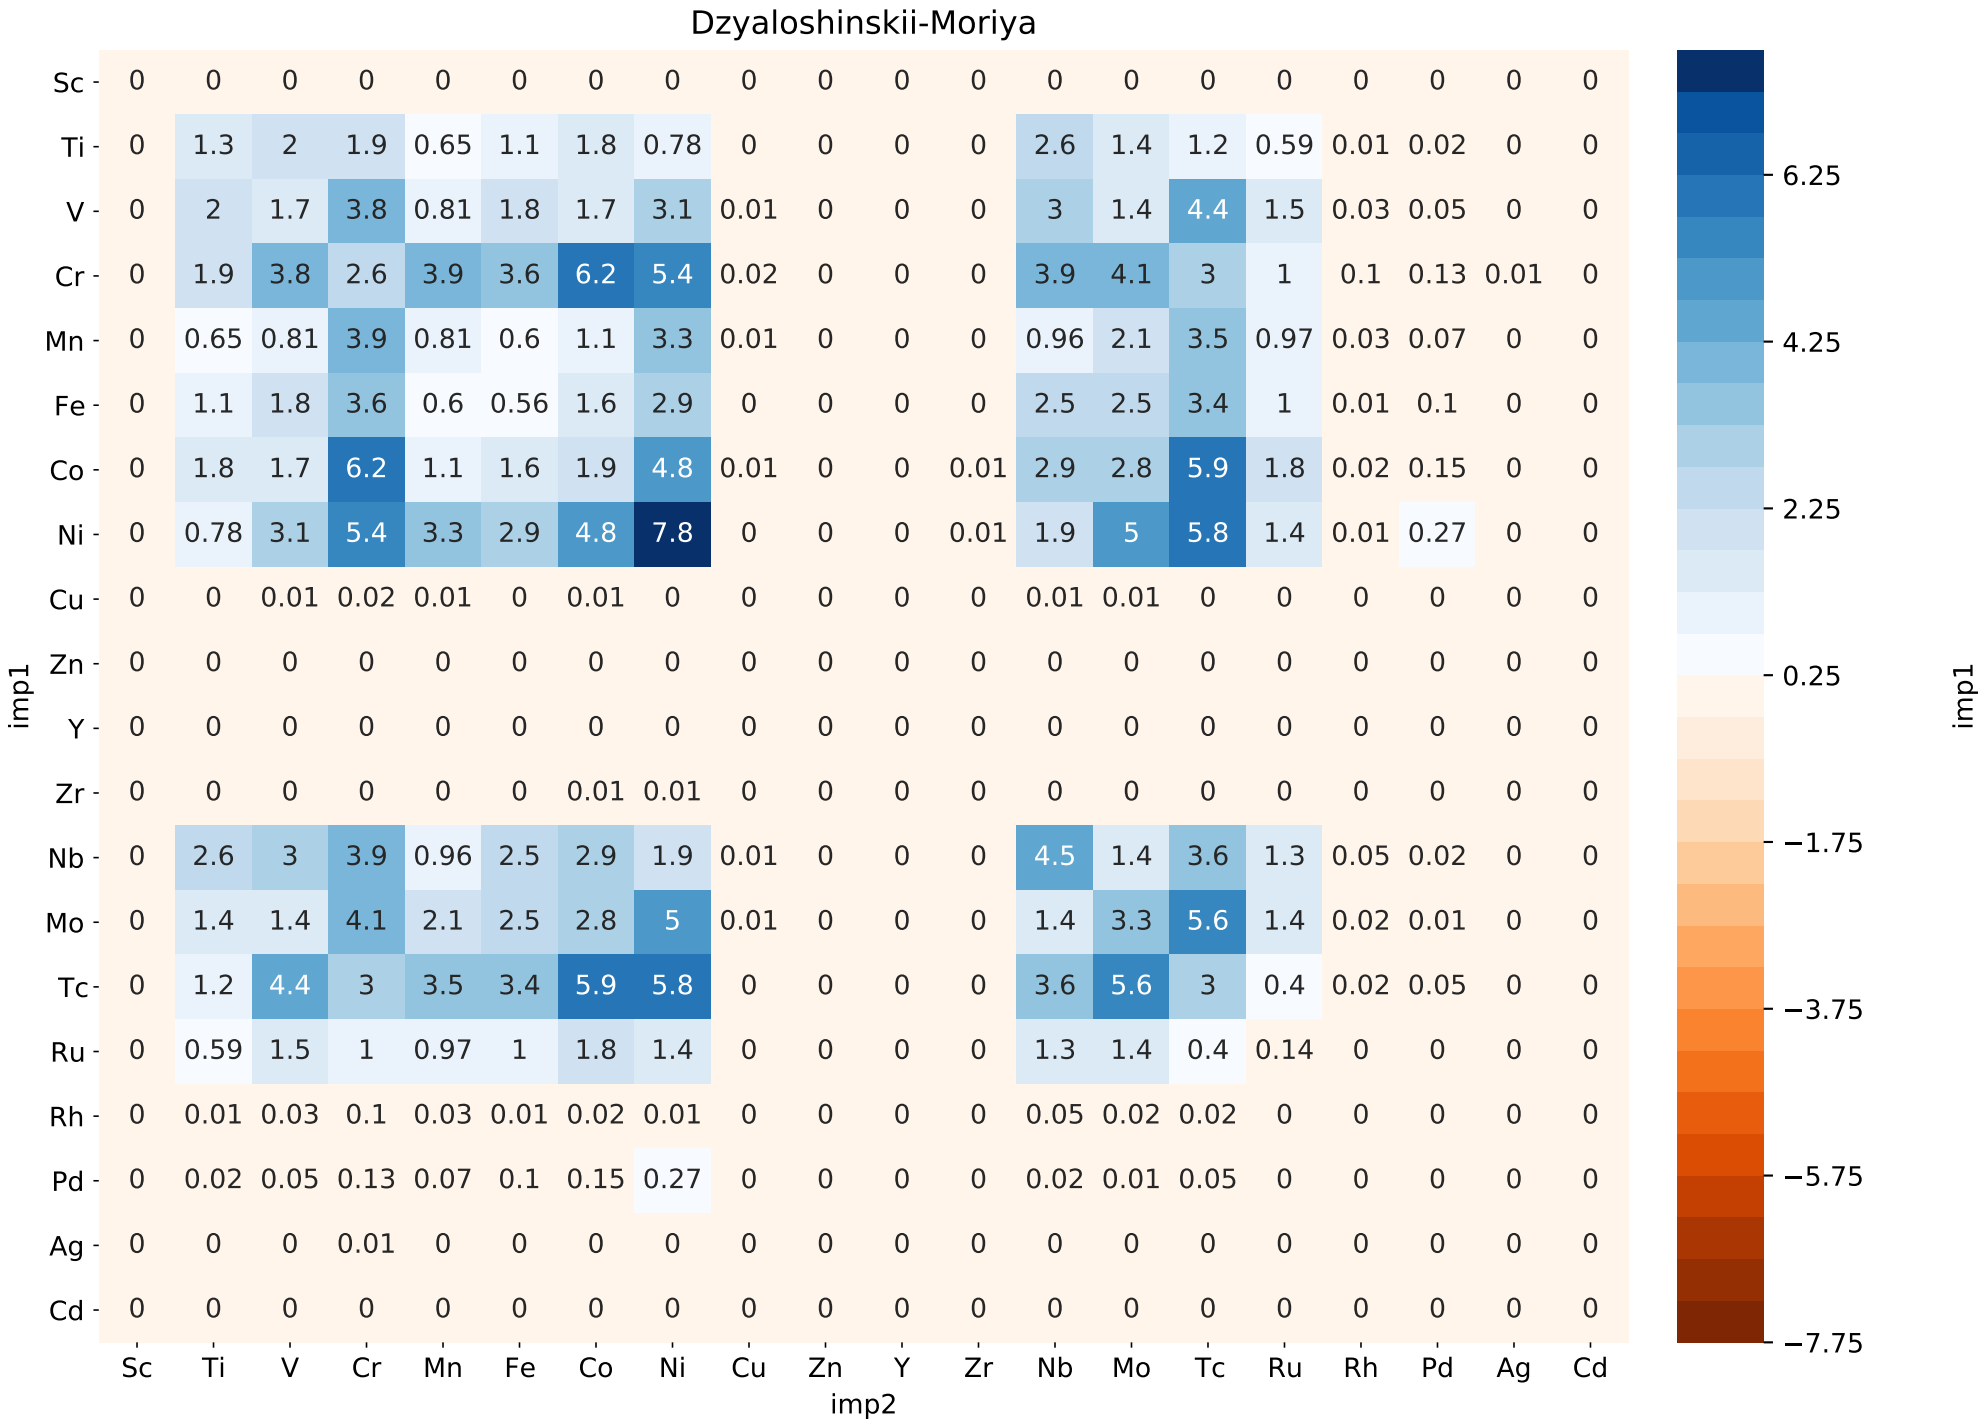 Dzyaloshinskii-Moriya
Sc 0 0 0 0 0 0 0 0 0 0 0 0 0 0 0 0 0 0 0 0
Ti 0 1.3 2 1.9 0.65 1.1 1.8 0.78 0 0 0 0 2.6 1.4 1.2 0.59 0.01 0.02 0 0
V 0 2 1.7 3.8 0.81 1.8 1.7 3.1 0.01 0 0 0 3 1.4 4.4 1.5 0.03 0.05 0 0
Cr 0 1.9 3.8 2.6 3.9 3.6 6.2 5.4 0.02 0 0 0 3.9 4.1 3 1 0.1 0.13 0.01 0
Mn 0 0.65 0.81 3.9 0.81 0.6 1.1 3.3 0.01 0 0 0 0.96 2.1 3.5 0.97 0.03 0.07 0 0
Fe 0 1.1 1.8 3.6 0.6 0.56 1.6 2.9 0 0 0 0 2.5 2.5 3.4 1 0.01 0.1 0 0
Co 0 1.8 1.7 6.2 1.1 1.6 1.9 4.8 0.01 0 0 0.01 2.9 2.8 5.9 1.8 0.02 0.15 0 0
Ni 0 0.78 3.1 5.4 3.3 2.9 4.8 7.8 0 0 0 0.01 1.9 5 5.8 1.4 0.01 0.27 0 0
Cu 0 0 0.01 0.02 0.01 0 0.01 0 0 0 0 0 0.01 0.01 0 0 0 0 0 0
Zn 0 0 0 0 0 0 0 0 0 0 0 0 0 0 0 0 0 0 0 0
Y 0 0 0 0 0 0 0 0 0 0 0 0 0 0 0 0 0 0 0 0
Zr 0 0 0 0 0 0 0.01 0.01 0 0 0 0 0 0 0 0 0 0 0 0
Nb 0 2.6 3 3.9 0.96 2.5 2.9 1.9 0.01 0 0 0 4.5 1.4 3.6 1.3 0.05 0.02 0 0
Mo 0 1.4 1.4 4.1 2.1 2.5 2.8 5 0.01 0 0 0 1.4 3.3 5.6 1.4 0.02 0.01 0 0
Tc 0 1.2 4.4 3 3.5 3.4 5.9 5.8 0 0 0 0 3.6 5.6 3 0.4 0.02 0.05 0 0
Ru 0 0.59 1.5 1 0.97 1 1.8 1.4 0 0 0 0 1.3 1.4 0.4 0.14 0 0 0 0
Rh 0 0.01 0.03 0.1 0.03 0.01 0.02 0.01 0 0 0 0 0.05 0.02 0.02 0 0 0 0 0
Pd 0 0.02 0.05 0.13 0.07 0.1 0.15 0.27 0 0 0 0 0.02 0.01 0.05 0 0 0 0 0
Ag 0 0 0 0.01 0 0 0 0 0 0 0 0 0 0 0 0 0 0 0 0
Cd 0 0 0 0 0 0 0 0 0 0 0 0 0 0 0 0 0 0 0 0
Sc Ti V Cr Mn Fe Co Ni Cu Zn Y Zr Nb Mo Tc Ru Rh Pd Ag Cd
imp2
imp1
6.25
4.25
2.25
0.25
−1.75
−3.75
−5.75
−7.75
imp1